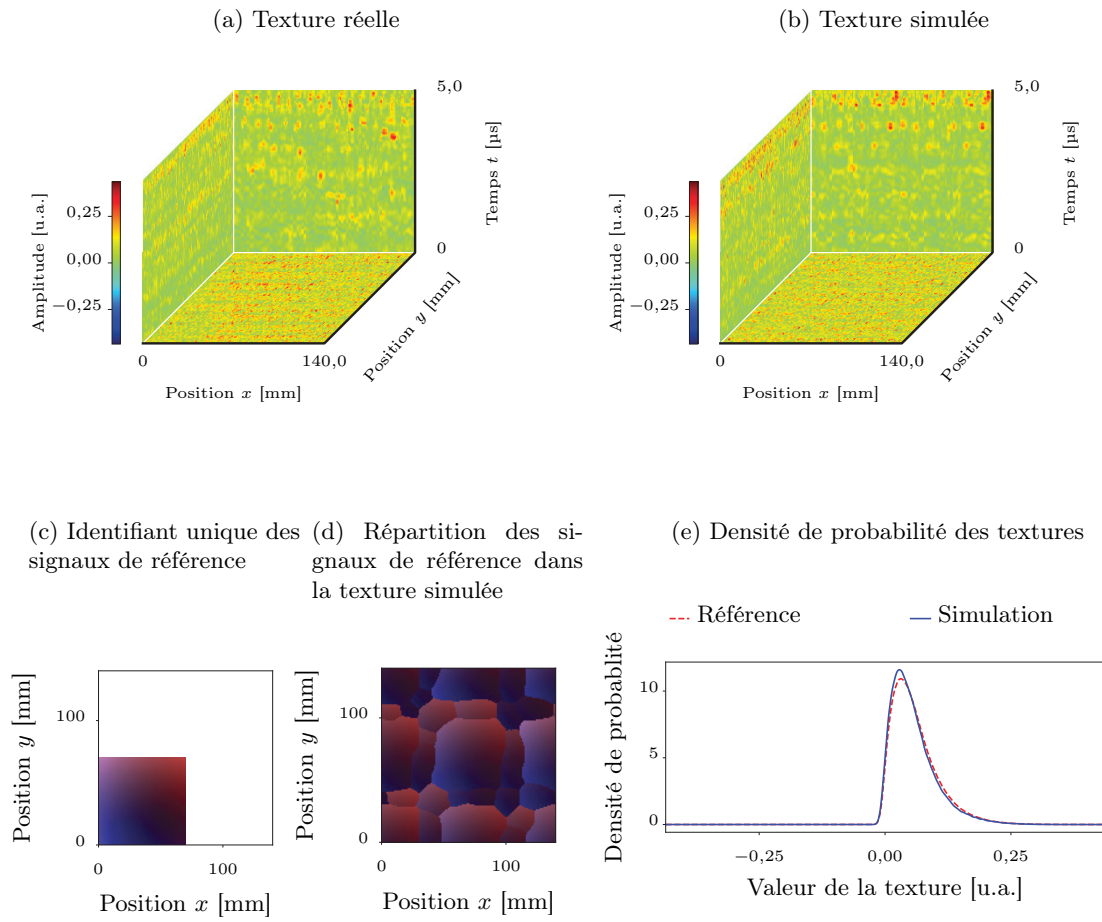 (a) Texture réelle
(b) Texture simulée
5,0
Temps t [µs]
0
Amplitude [u.a.]
0,25
0,00
−0,25
0
140,0
Position x [mm]
Position y [mm]
5,0
Temps t [µs]
0
Amplitude [u.a.]
0,25
0,00
−0,25
0
140,0
Position x [mm]
Position y [mm]
(c) Identifiant unique des
signaux de référence
(d) Répartition des si-
gnaux de référence dans
la texture simulée
(e) Densité de probabilité des textures
Référence
Simulation
Position y [mm]
100
0
0
100
Position x [mm]
Position y [mm]
100
0
0
100
Position x [mm]
Densité de probablité
10
5
0
−0,25
0,00
0,25
Valeur de la texture [u.a.]